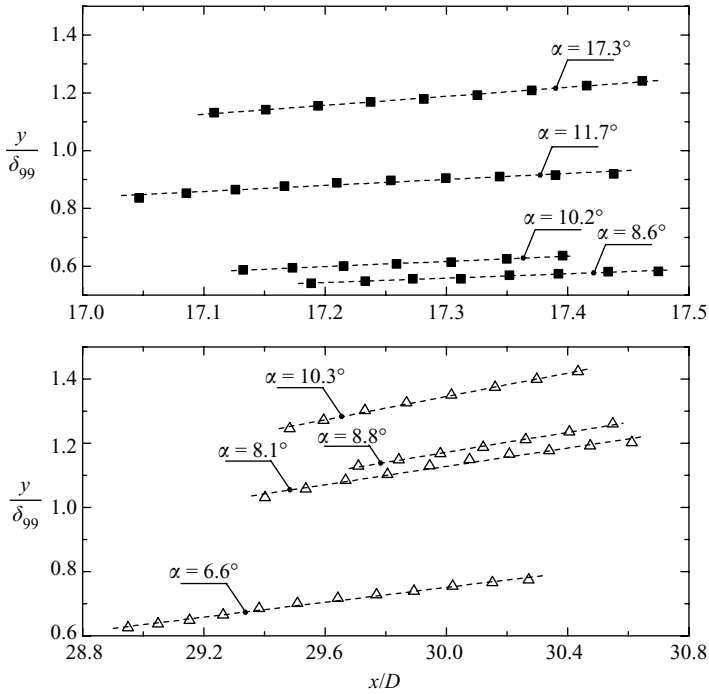 1.4
α = 17.3°
1.2
α = 11.7°
y
δ99
1.0
0.8
α = 10.2°
α = 8.6°
0.6
17.0 17.1 17.2 17.3 17.4 17.5
1.4
α = 10.3°
α = 8.8°
1.2
α = 8.1°
y
δ99
1.0
0.8
α = 6.6°
0.6
28.8 29.2 29.6 30.0 30.4 30.8
x/D